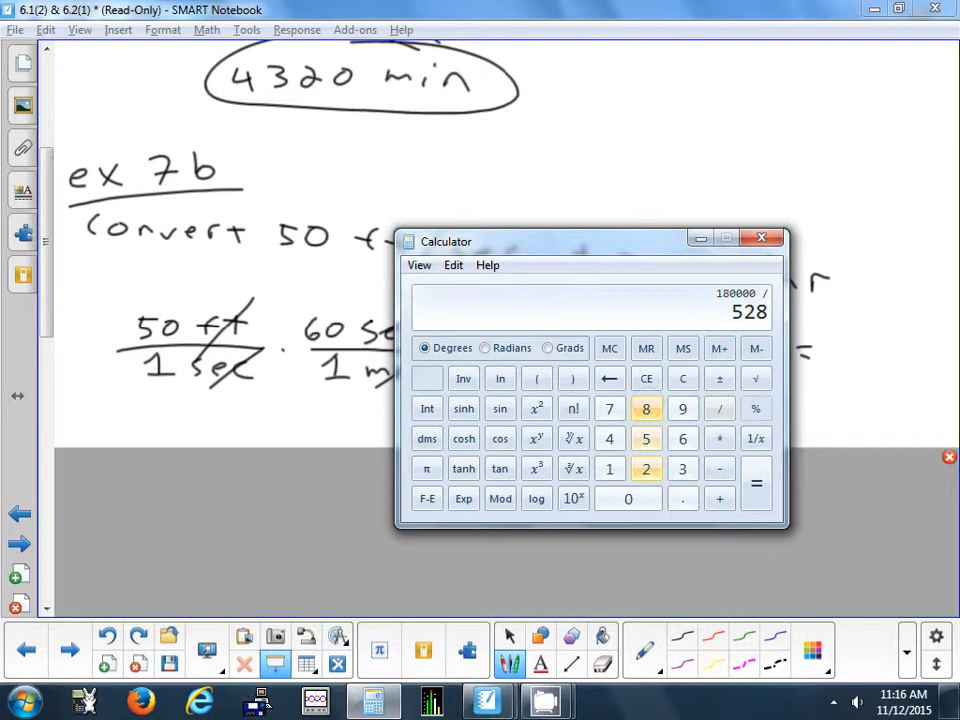 6.1(2) & 6.2(1) * (Read-Only) - SMART Notebook
File Edit View Insert Format Math Tools Response Add-ons Help
4320 min
ex 7b
Convert 50 ft
r
50 ft
1 sec
·
60 se
1 m
=
Calculator
View Edit Help
180000 /
528
Degrees Radians Grads MC MR MS M+ M-
Inv ln ( ) ← CE C ± √
Int sinh sin x² n! 7 8 9 / %
dms cosh cos xʸ ʸ√x 4 5 6 * 1/x
π tanh tan x³ ³√x 1 2 3 - =
F-E Exp Mod log 10ˣ 0 . +
π
A
11:16 AM
11/12/2015